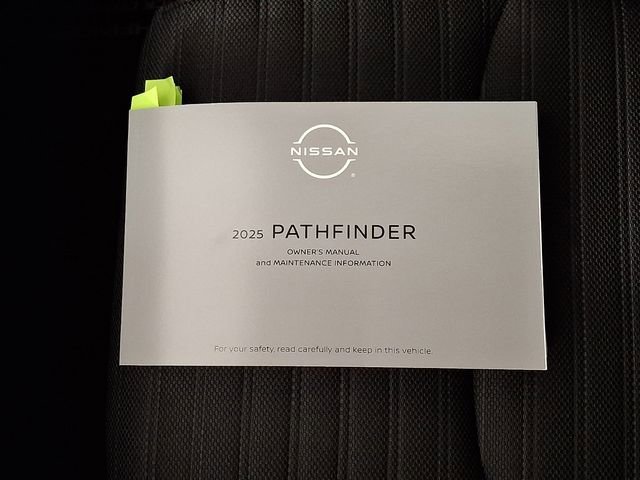 NISSAN
®
2025 PATHFINDER
OWNER'S MANUAL
and MAINTENANCE INFORMATION
For your safety, read carefully and keep in this vehicle.